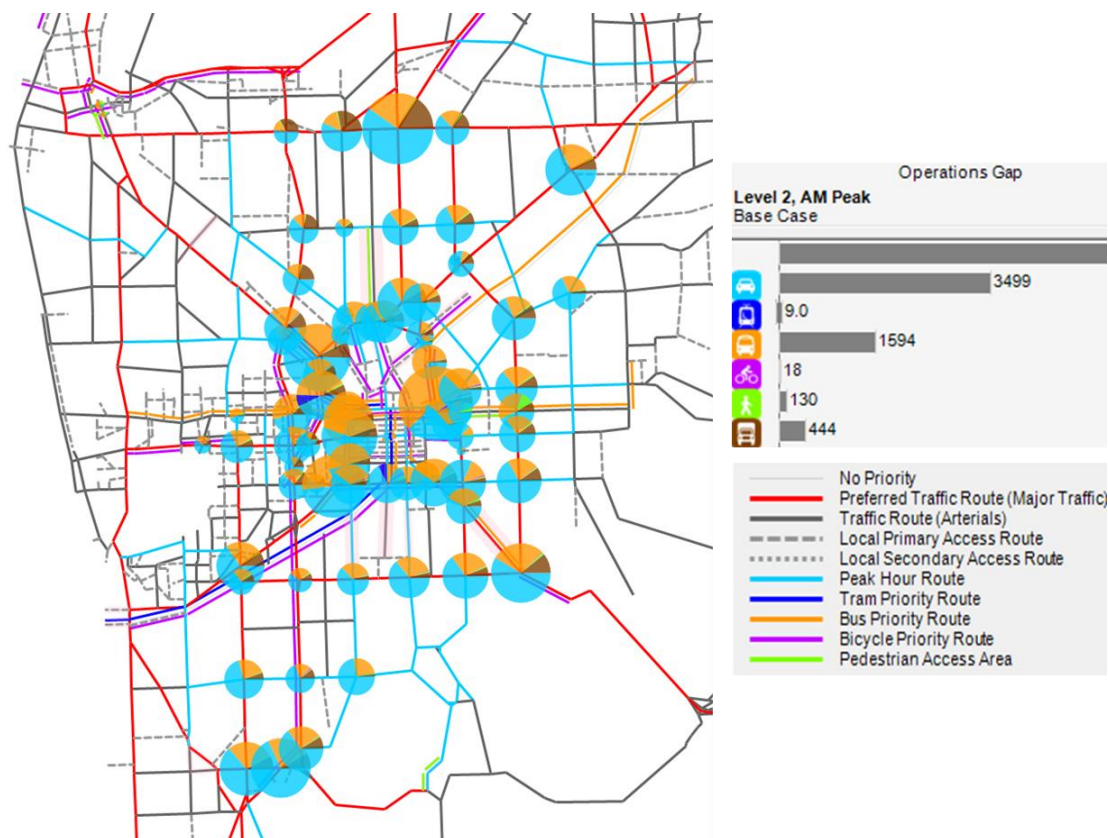 Operations Gap
Level 2, AM Peak
Base Case
3499
9.0
1594
18
130
444
No Priority
Preferred Traffic Route (Major Traffic)
Traffic Route (Arterials)
Local Primary Access Route
Local Secondary Access Route
Peak Hour Route
Tram Priority Route
Bus Priority Route
Bicycle Priority Route
Pedestrian Access Area